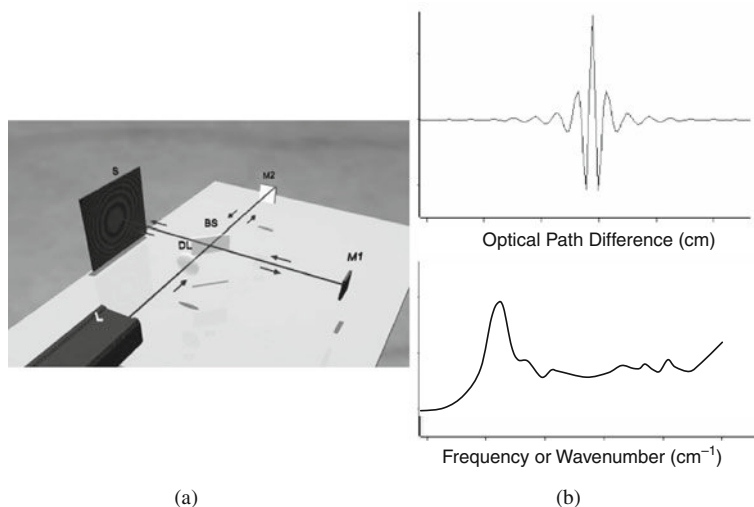 S
M2
BS
DL
M1
L
Optical Path Difference (cm)
Frequency or Wavenumber (cm⁻¹)
(a)
(b)